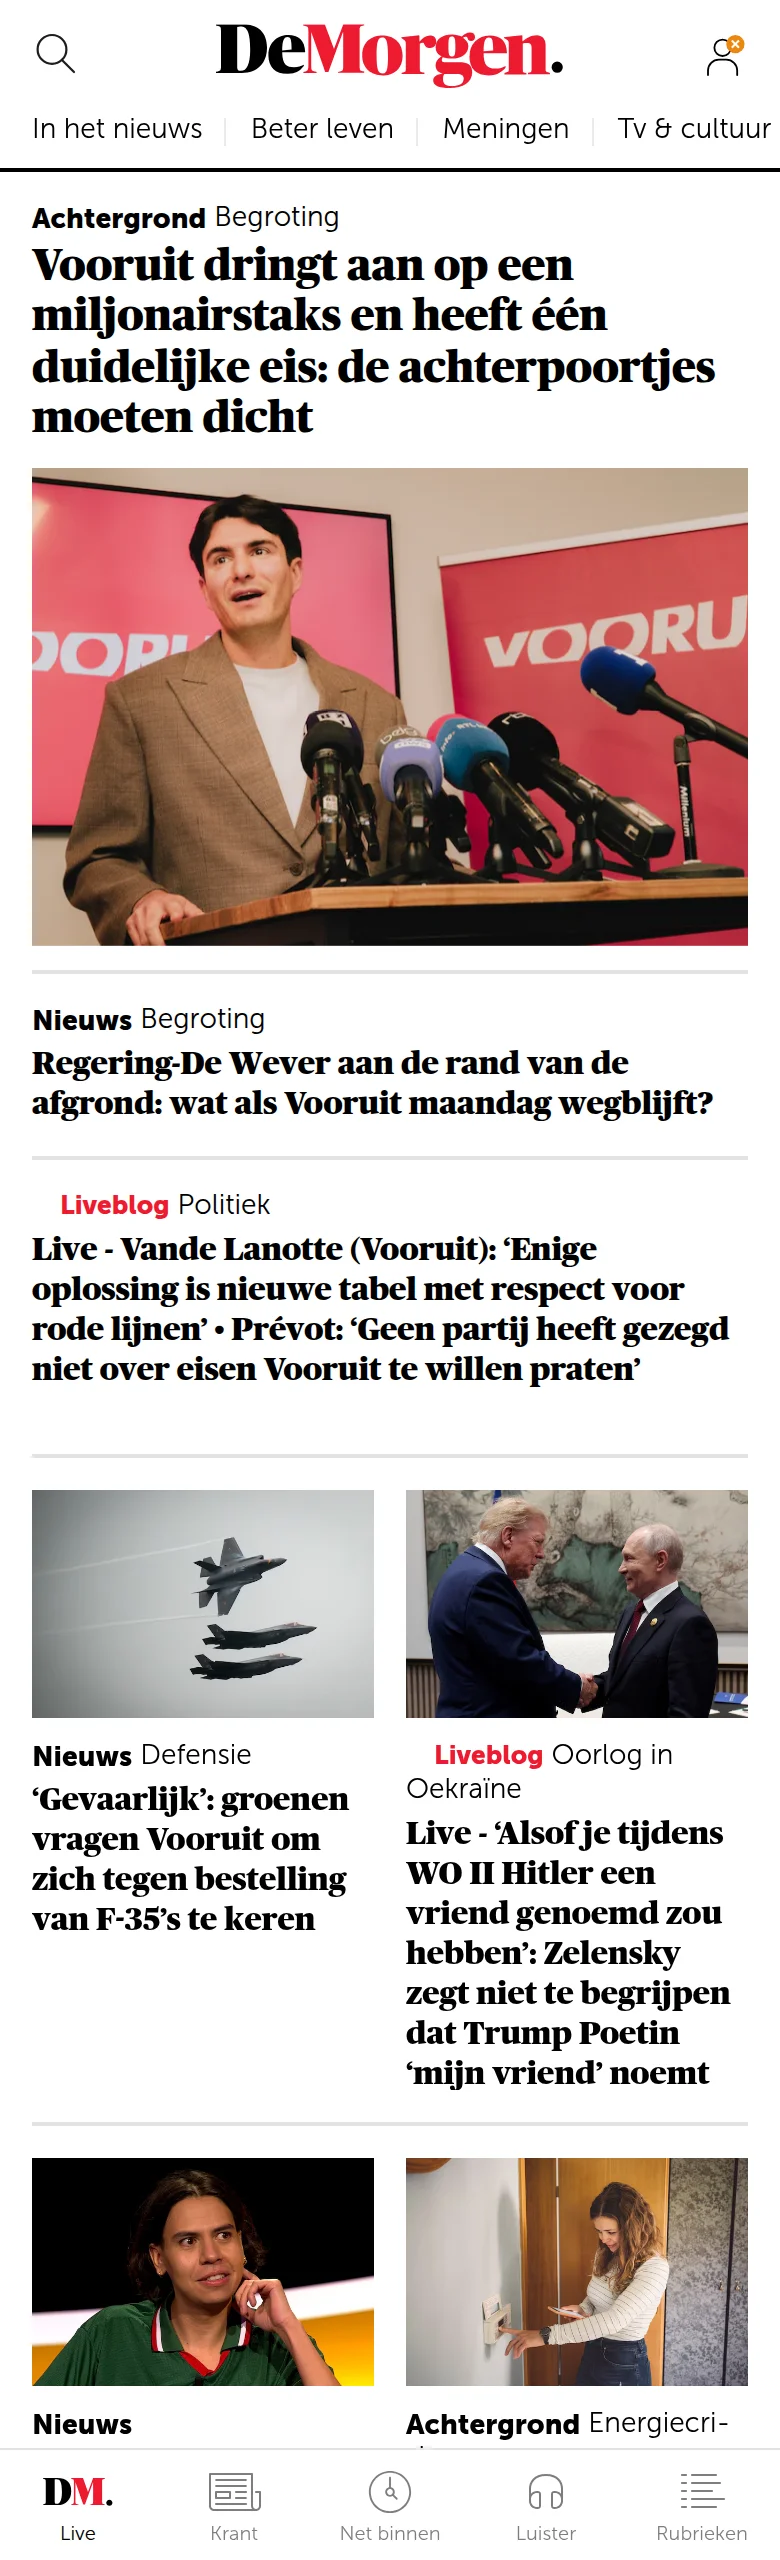 DeMorgen.
In het nieuws
Beter leven
Meningen
Tv & cultuur
Achtergrond Begroting
Vooruit dringt aan op een
miljonairstaks en heeft één
duidelijke eis: de achterpoortjes
moeten dicht
VOORU
Millenium
Nieuws Begroting
Regering-De Wever aan de rand van de
afgrond: wat als Vooruit maandag wegblijft?
Liveblog Politiek
Live - Vande Lanotte (Vooruit): ‘Enige
oplossing is nieuwe tabel met respect voor
rode lijnen’ • Prévot: ‘Geen partij heeft gezegd
niet over eisen Vooruit te willen praten’
Nieuws Defensie
‘Gevaarlijk’: groenen
vragen Vooruit om
zich tegen bestelling
van F-35’s te keren
Liveblog Oorlog in
Oekraïne
Live - ‘Alsof je tijdens
WO II Hitler een
vriend genoemd zou
hebben’: Zelensky
zegt niet te begrijpen
dat Trump Poetin
‘mijn vriend’ noemt
Nieuws
Achtergrond Energiecri-
DM.
Live
Krant
Net binnen
Luister
Rubrieken